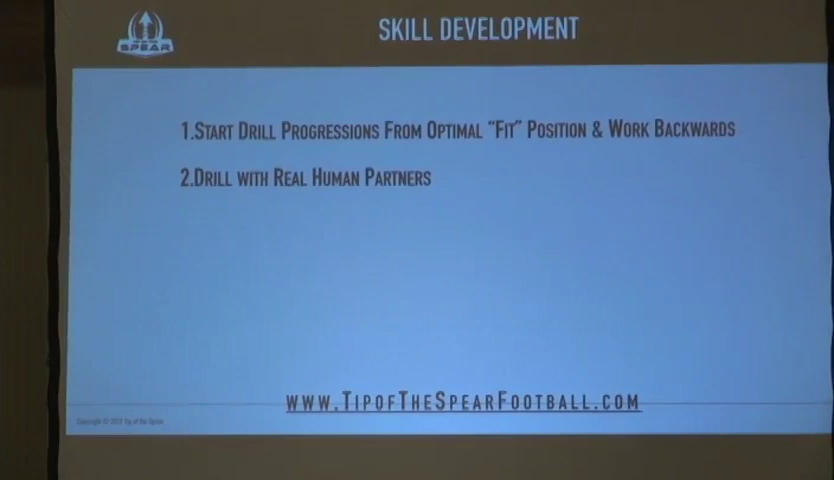 SPEAR
SKILL DEVELOPMENT
1.START DRILL PROGRESSIONS FROM OPTIMAL "FIT" POSITION & WORK BACKWARDS
2.DRILL WITH REAL HUMAN PARTNERS
WWW.TIPOFTHESPEARFOOTBALL.COM